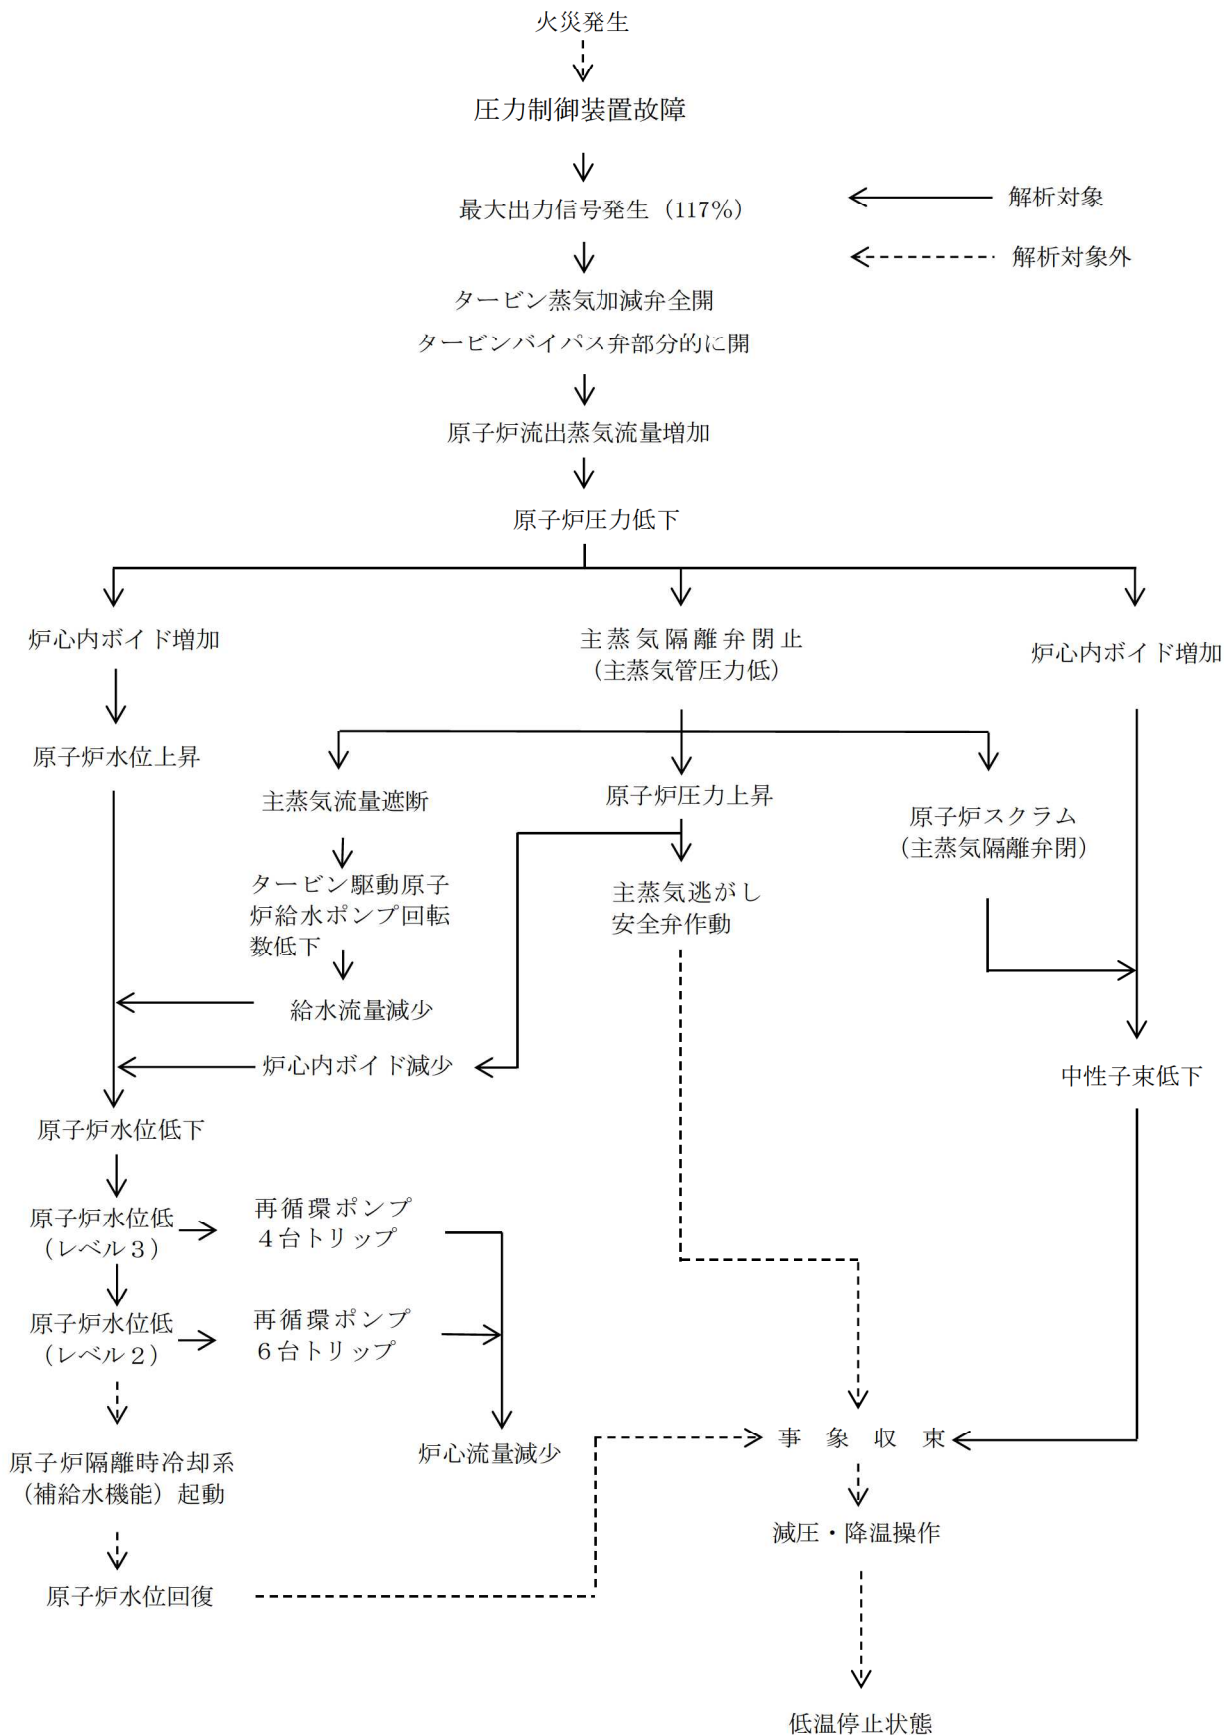 火災発生
圧力制御装置故障
最大出力信号発生（117％）
解析対象
解析対象外
タービン蒸気加減弁全開
タービンバイパス弁部分的に開
原子炉流出蒸気流量増加
原子炉圧力低下
炉心内ボイド増加
主蒸気隔離弁閉止
（主蒸気管圧力低）
炉心内ボイド増加
原子炉水位上昇
主蒸気流量遮断
原子炉圧力上昇
原子炉スクラム
（主蒸気隔離弁閉）
タービン駆動原子
炉給水ポンプ回転
数低下
主蒸気逃がし
安全弁作動
給水流量減少
炉心内ボイド減少
中性子束低下
原子炉水位低下
原子炉水位低
（レベル３）
再循環ポンプ
４台トリップ
原子炉水位低
（レベル２）
再循環ポンプ
６台トリップ
炉心流量減少
事象収束
原子炉隔離時冷却系
（補給水機能）起動
減圧・降温操作
原子炉水位回復
低温停止状態